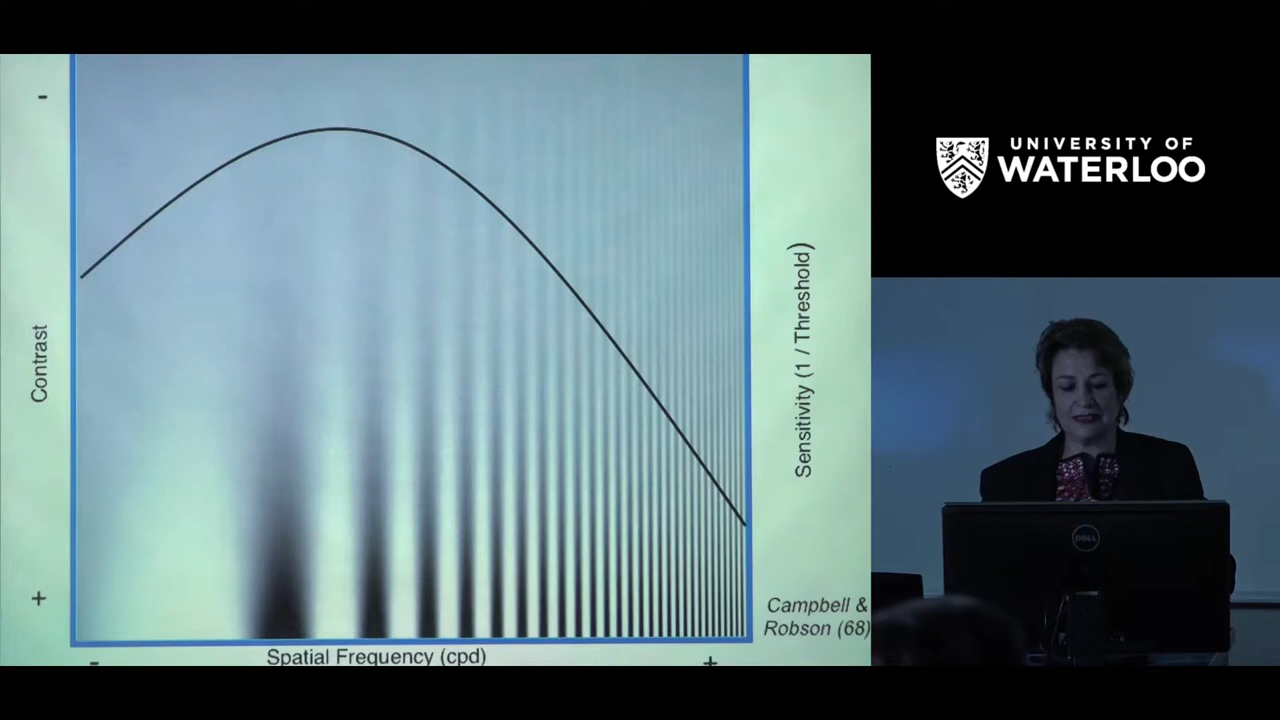 -
Contrast
+
- Spatial Frequency (cpd) +
Sensitivity (1 / Threshold)
Campbell &
Robson (68)
UNIVERSITY OF
WATERLOO
DELL